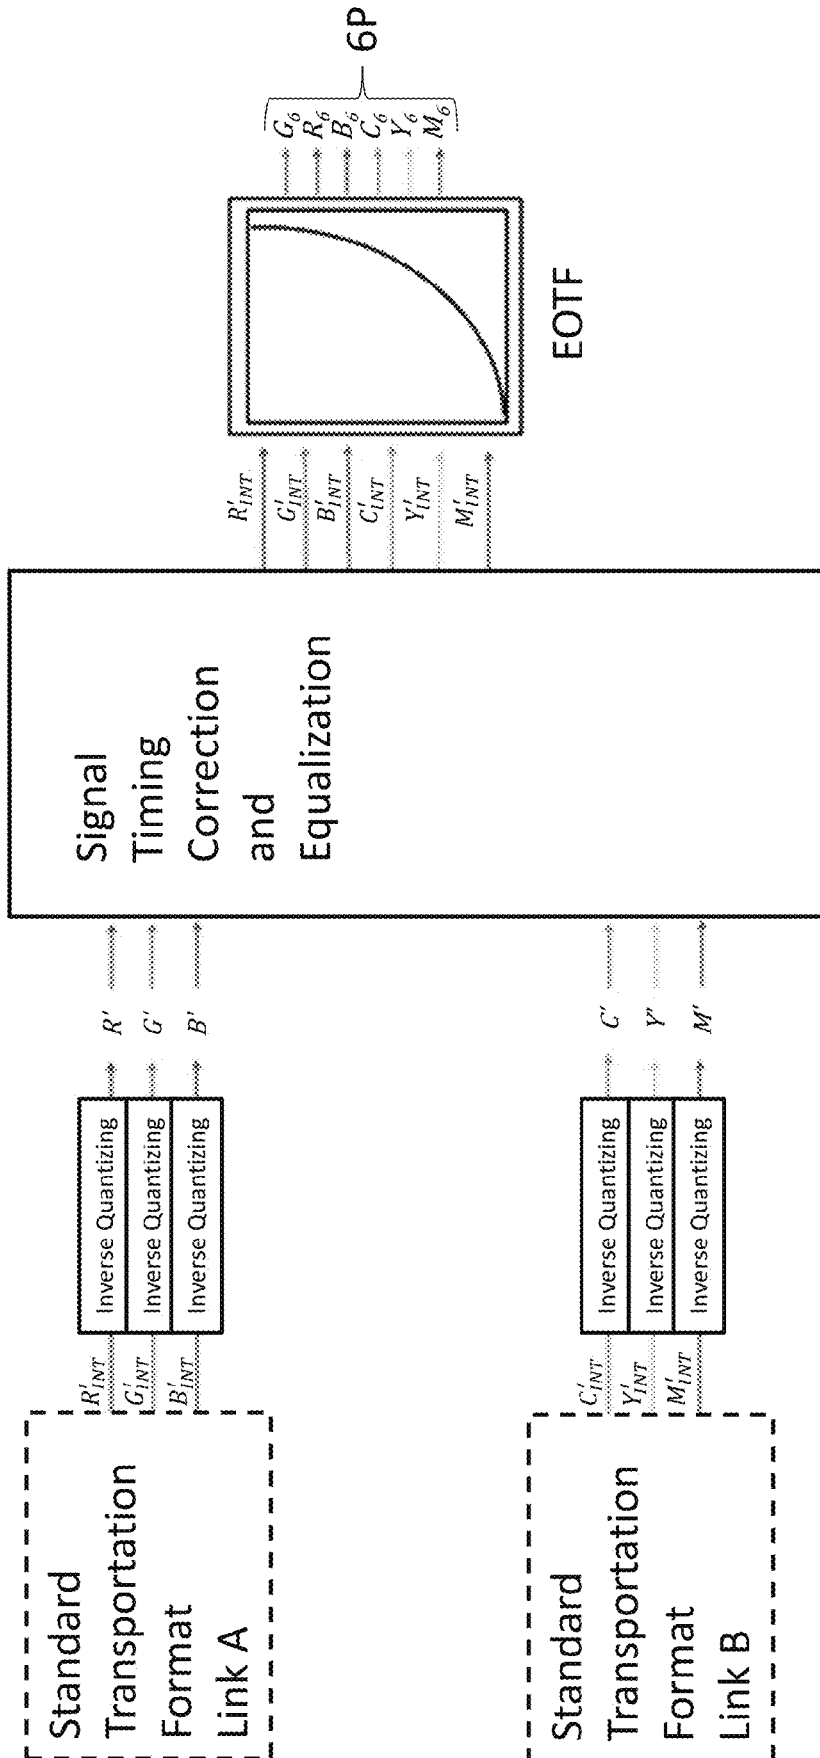 Standard
Transportation
Format
Link A
R'INT
G'INT
B'INT
Inverse Quantizing
Inverse Quantizing
Inverse Quantizing
R'
G'
B'
Standard
Transportation
Format
Link B
C'INT
Y'INT
M'INT
Inverse Quantizing
Inverse Quantizing
Inverse Quantizing
C'
Y'
M'
Signal
Timing
Correction
and
Equalization
R'INT
G'INT
B'INT
C'INT
Y'INT
M'INT
EOTF
G6
R6
B6
C6
Y6
M6
6P